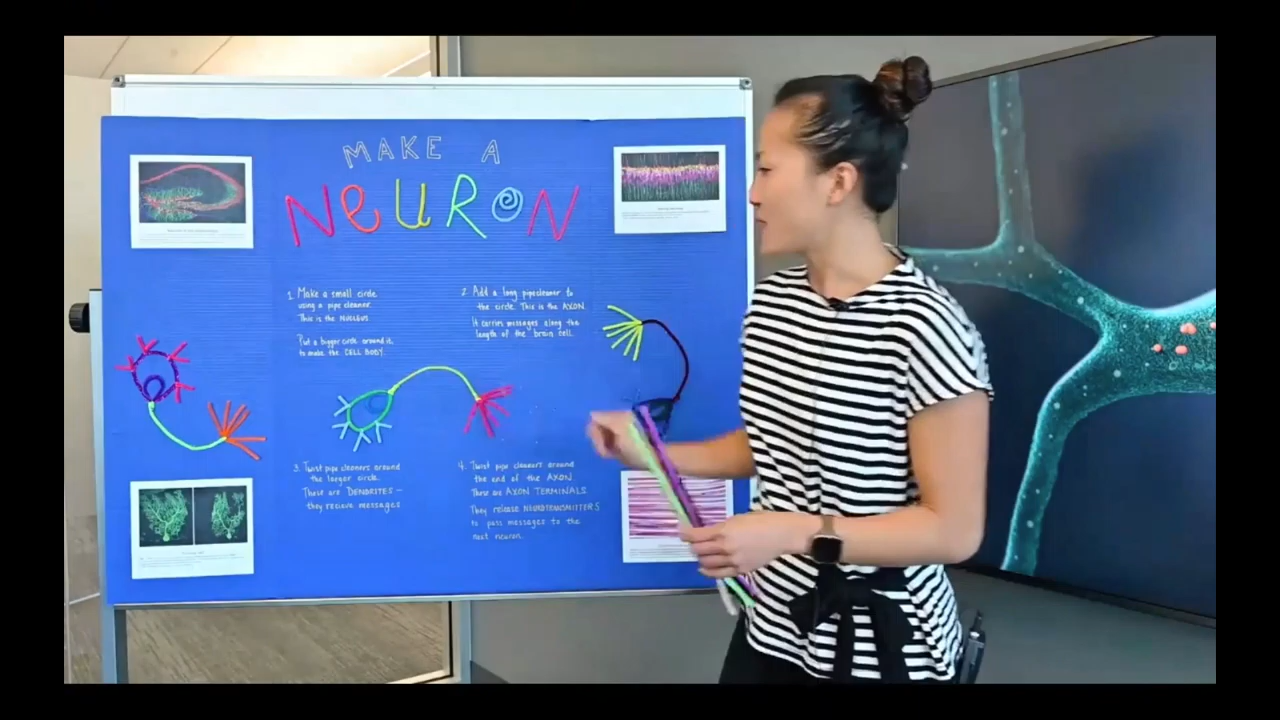 MAKE A
NEURON
1. Make a small circle
using a pipe cleaner.
This is the NUCLEUS.
Put a bigger circle around it,
to make the CELL BODY.
2. Add a long pipecleaner to
the circle. This is the AXON.
It carries messages along the
length of the brain cell.
3. Twist pipe cleaners around
the larger circle.
These are DENDRITES —
they recieve messages
4. Twist pipe cleaners around
the end of the AXON.
These are AXON TERMINALS.
They release NEUROTRANSMITTERS
to pass messages to the
next neuron.